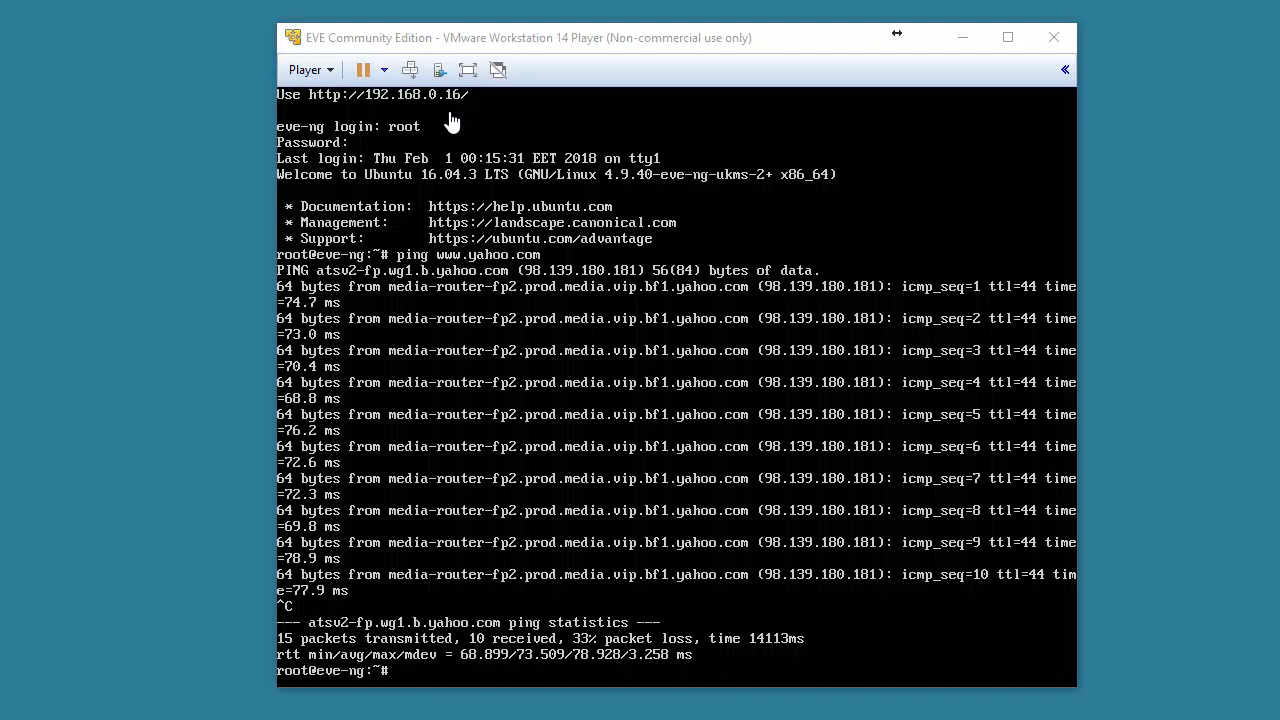 EVE Community Edition - VMware Workstation 14 Player (Non-commercial use only)
Player
Use http://192.168.0.16/
eve-ng login: root
Password:
Last login: Thu Feb  1 00:15:31 EET 2018 on tty1
Welcome to Ubuntu 16.04.3 LTS (GNU/Linux 4.9.40-eve-ng-ukms-2+ x86_64)
* Documentation:  https://help.ubuntu.com
* Management:     https://landscape.canonical.com
* Support:        https://ubuntu.com/advantage
root@eve-ng:~# ping www.yahoo.com
PING atsv2-fp.wg1.b.yahoo.com (98.139.180.181) 56(84) bytes of data.
64 bytes from media-router-fp2.prod.media.vip.bf1.yahoo.com (98.139.180.181): icmp_seq=1 ttl=44 time
=74.7 ms
64 bytes from media-router-fp2.prod.media.vip.bf1.yahoo.com (98.139.180.181): icmp_seq=2 ttl=44 time
=73.0 ms
64 bytes from media-router-fp2.prod.media.vip.bf1.yahoo.com (98.139.180.181): icmp_seq=3 ttl=44 time
=70.4 ms
64 bytes from media-router-fp2.prod.media.vip.bf1.yahoo.com (98.139.180.181): icmp_seq=4 ttl=44 time
=68.8 ms
64 bytes from media-router-fp2.prod.media.vip.bf1.yahoo.com (98.139.180.181): icmp_seq=5 ttl=44 time
=76.2 ms
64 bytes from media-router-fp2.prod.media.vip.bf1.yahoo.com (98.139.180.181): icmp_seq=6 ttl=44 time
=72.6 ms
64 bytes from media-router-fp2.prod.media.vip.bf1.yahoo.com (98.139.180.181): icmp_seq=7 ttl=44 time
=72.3 ms
64 bytes from media-router-fp2.prod.media.vip.bf1.yahoo.com (98.139.180.181): icmp_seq=8 ttl=44 time
=69.8 ms
64 bytes from media-router-fp2.prod.media.vip.bf1.yahoo.com (98.139.180.181): icmp_seq=9 ttl=44 time
=78.9 ms
64 bytes from media-router-fp2.prod.media.vip.bf1.yahoo.com (98.139.180.181): icmp_seq=10 ttl=44 tim
e=77.9 ms
^C
--- atsv2-fp.wg1.b.yahoo.com ping statistics ---
15 packets transmitted, 10 received, 33% packet loss, time 14113ms
rtt min/avg/max/mdev = 68.899/73.509/78.928/3.258 ms
root@eve-ng:~#